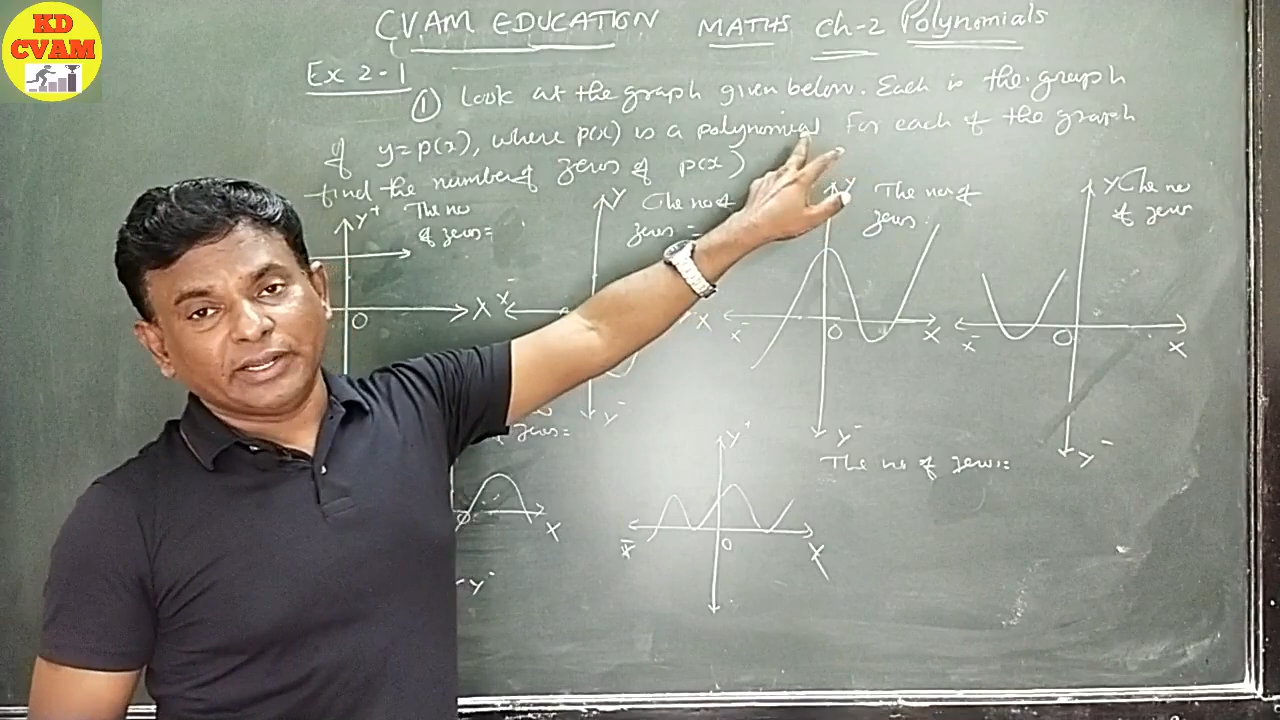 KD
CVAM
CVAM EDUCATION MATHS Ch-2 Polynomials
Ex 2-1
① Look at the graph given below. Each is the graph
of y=p(x), where p(x) is a polynomial For each of the graph
find the number of zeros of p(x)
Y+ The no of zeros=
Y The no of zeros =
Y The no of zeros:
Y The no of zeros
O X
X- X
X- O X
X- O X
Y-
Y-
Y-
zeros=
The no of zeros=
Y+
O X
X- O X
Y-